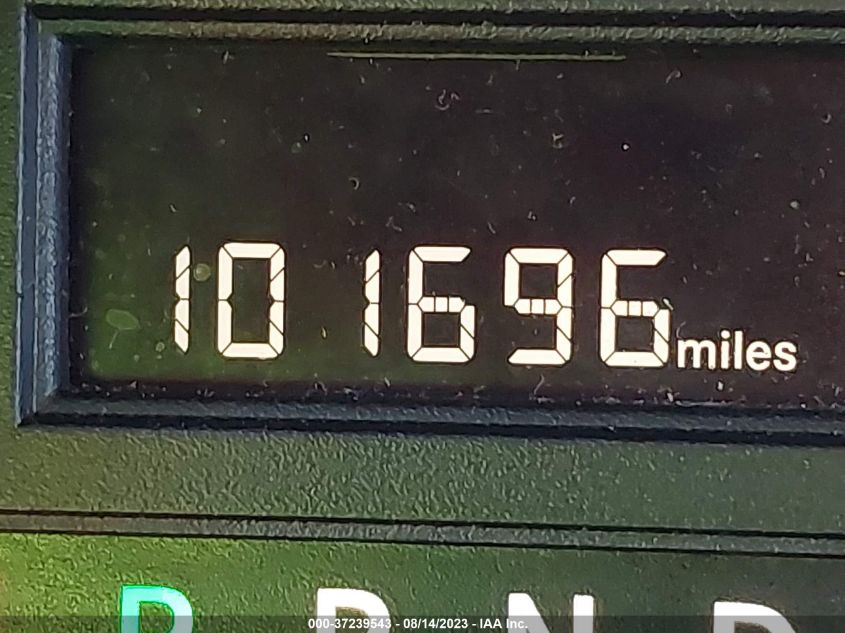 101696 miles
P R N D
000-37239543 - 08/14/2023 - IAA Inc.